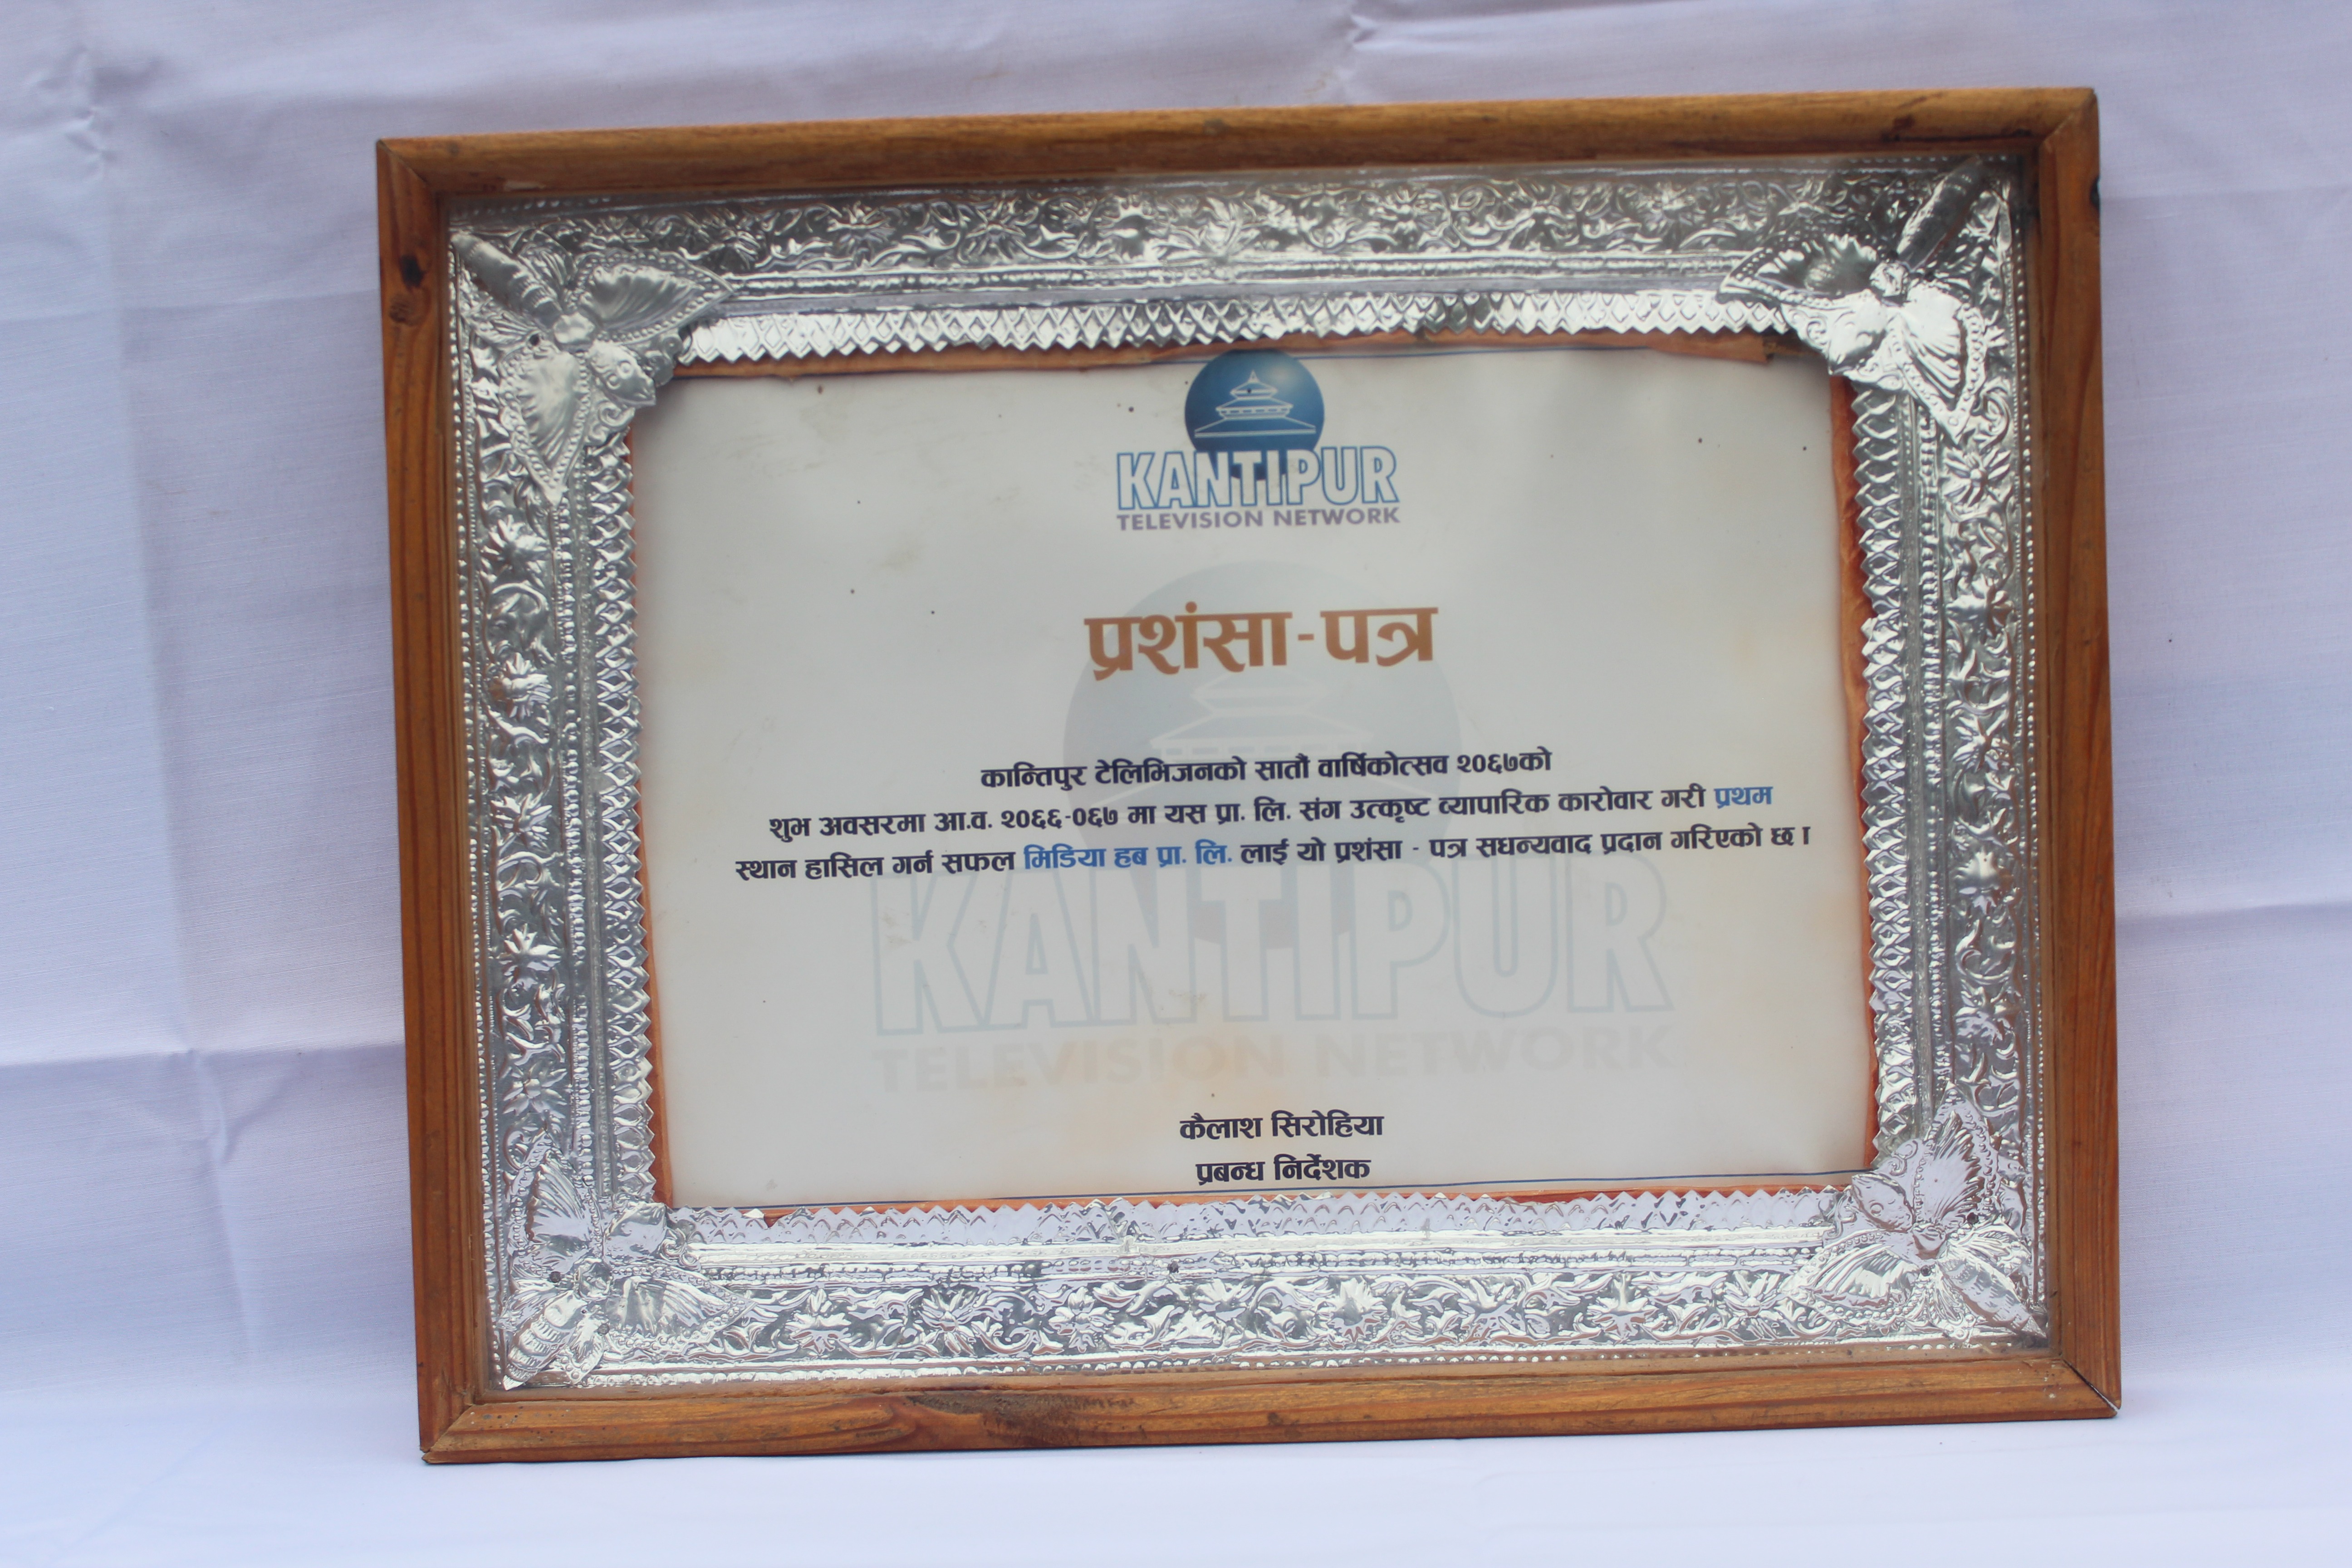 KANTIPUR
TELEVISION NETWORK
प्रशंसा - पत्र
कान्तिपुर टेलिभिजनको सातौ वार्षिकोत्सव २०६७को
शुभ अवसरमा आ.व. २०६६-०६७ मा यस प्रा. लि. संग उत्कृष्ट व्यापारिक कारोवार गरी प्रथम
स्थान हासिल गर्न सफल मिडिया हब प्रा. लि. लाई यो प्रशंसा - पत्र सधन्यवाद प्रदान गरिएको छ ।
KANTIPUR
TELEVISION NETWORK
कैलाश सिरोहिया
प्रबन्ध निर्देशक